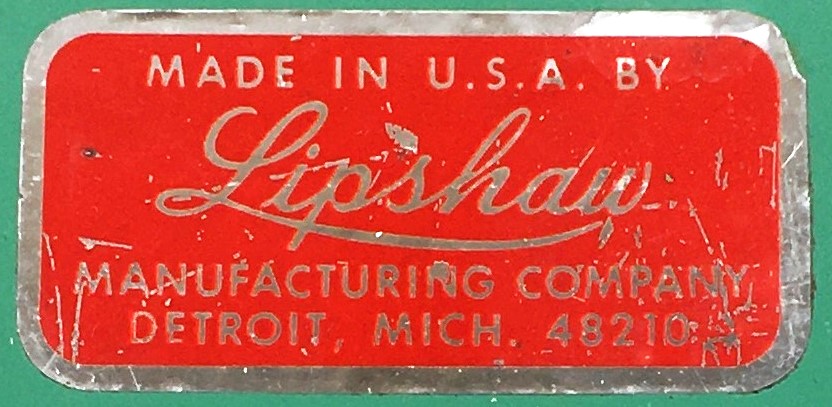 MADE IN U.S.A. BY
Lipshaw
MANUFACTURING COMPANY
DETROIT, MICH. 48210